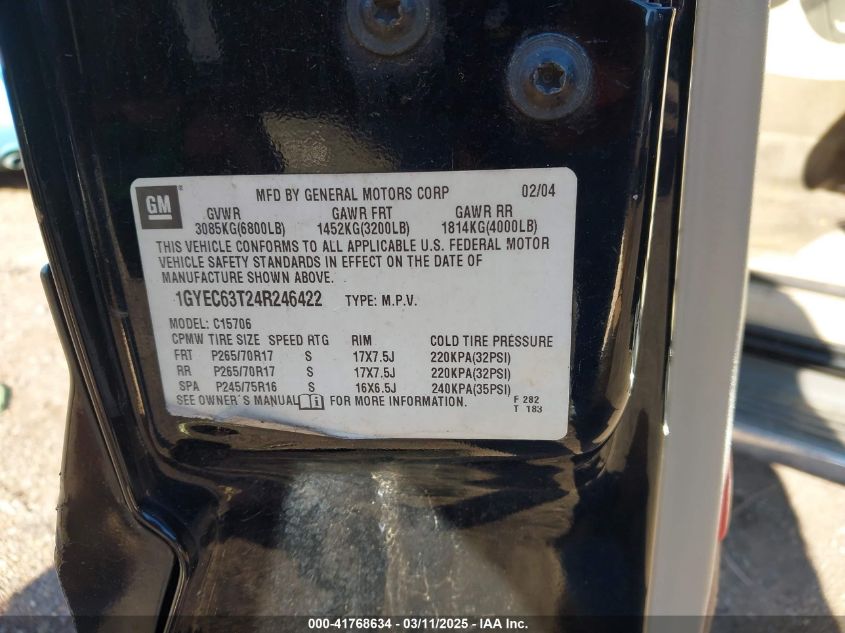 GM
MFD BY GENERAL MOTORS CORP 02/04
GVWR GAWR FRT GAWR RR
3085KG(6800LB) 1452KG(3200LB) 1814KG(4000LB)
THIS VEHICLE CONFORMS TO ALL APPLICABLE U.S. FEDERAL MOTOR
VEHICLE SAFETY STANDARDS IN EFFECT ON THE DATE OF
MANUFACTURE SHOWN ABOVE.
1GYEC63T24R246422 TYPE: M.P.V.
MODEL: C15706
CPMW TIRE SIZE SPEED RTG RIM COLD TIRE PRESSURE
FRT P265/70R17 S 17X7.5J 220KPA(32PSI)
RR P265/70R17 S 17X7.5J 220KPA(32PSI)
SPA P245/75R16 S 16X6.5J 240KPA(35PSI)
SEE OWNER'S MANUAL i FOR MORE INFORMATION.
F 282
T 183
000-41768634 - 03/11/2025 - IAA Inc.